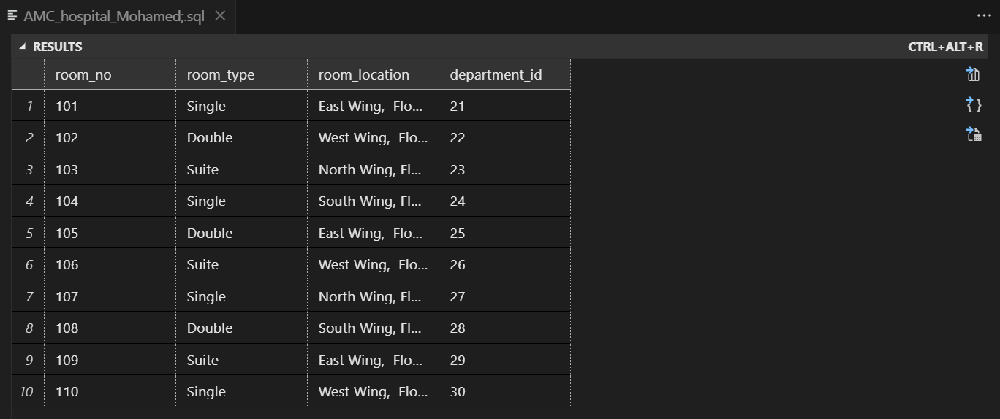 AMC_hospital_Mohamed;.sql
RESULTS CTRL+ALT+R
room_no room_type room_location department_id
1 101 Single East Wing,  Flo... 21
2 102 Double West Wing,  Flo... 22
3 103 Suite North Wing, Fl... 23
4 104 Single South Wing, Fl... 24
5 105 Double East Wing,  Flo... 25
6 106 Suite West Wing,  Flo... 26
7 107 Single North Wing, Fl... 27
8 108 Double South Wing, Fl... 28
9 109 Suite East Wing,  Flo... 29
10 110 Single West Wing,  Flo... 30